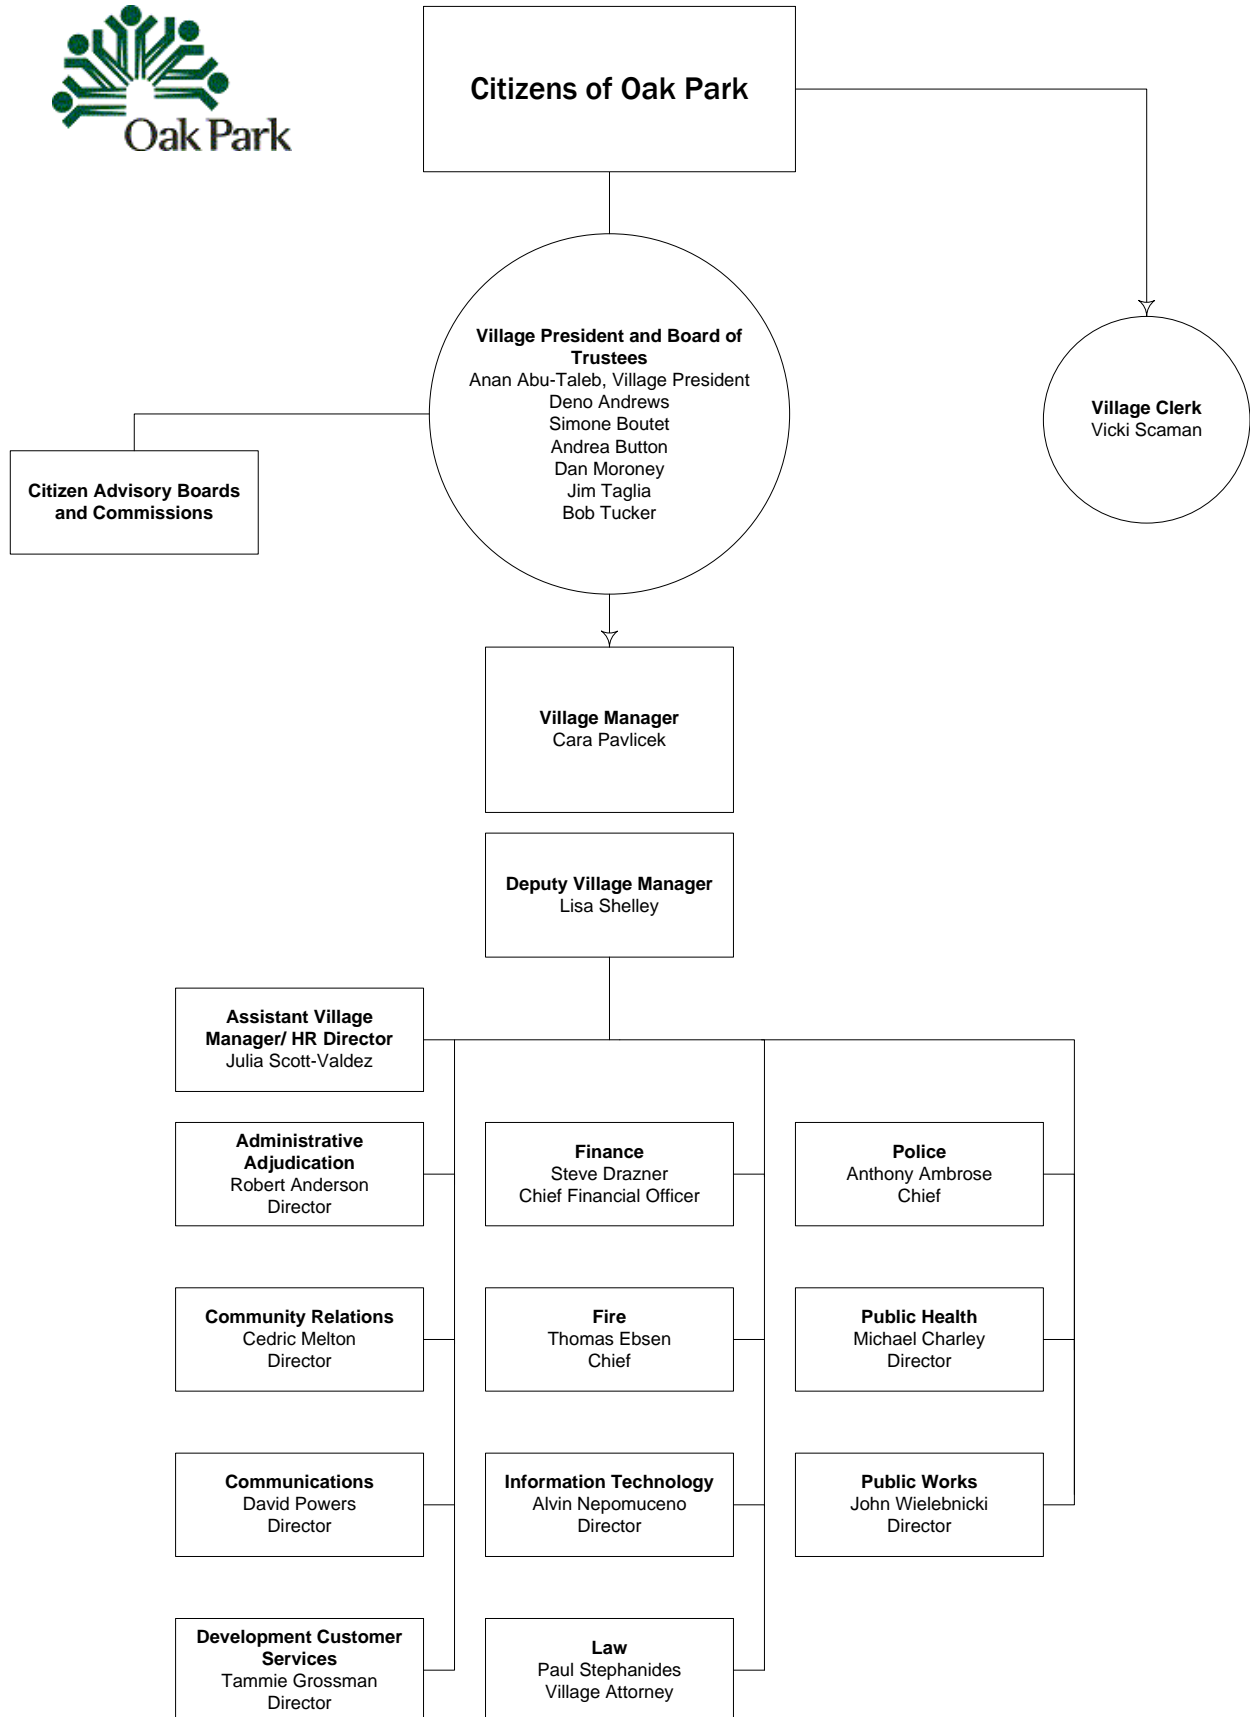 Oak Park
Citizens of Oak Park
Village President and Board of
Trustees
Anan Abu-Taleb, Village President
Deno Andrews
Simone Boutet
Andrea Button
Dan Moroney
Jim Taglia
Bob Tucker
Village Clerk
Vicki Scaman
Citizen Advisory Boards
and Commissions
Village Manager
Cara Pavlicek
Deputy Village Manager
Lisa Shelley
Assistant Village
Manager/ HR Director
Julia Scott-Valdez
Administrative
Adjudication
Robert Anderson
Director
Finance
Steve Drazner
Chief Financial Officer
Police
Anthony Ambrose
Chief
Community Relations
Cedric Melton
Director
Fire
Thomas Ebsen
Chief
Public Health
Michael Charley
Director
Communications
David Powers
Director
Information Technology
Alvin Nepomuceno
Director
Public Works
John Wielebnicki
Director
Development Customer
Services
Tammie Grossman
Director
Law
Paul Stephanides
Village Attorney